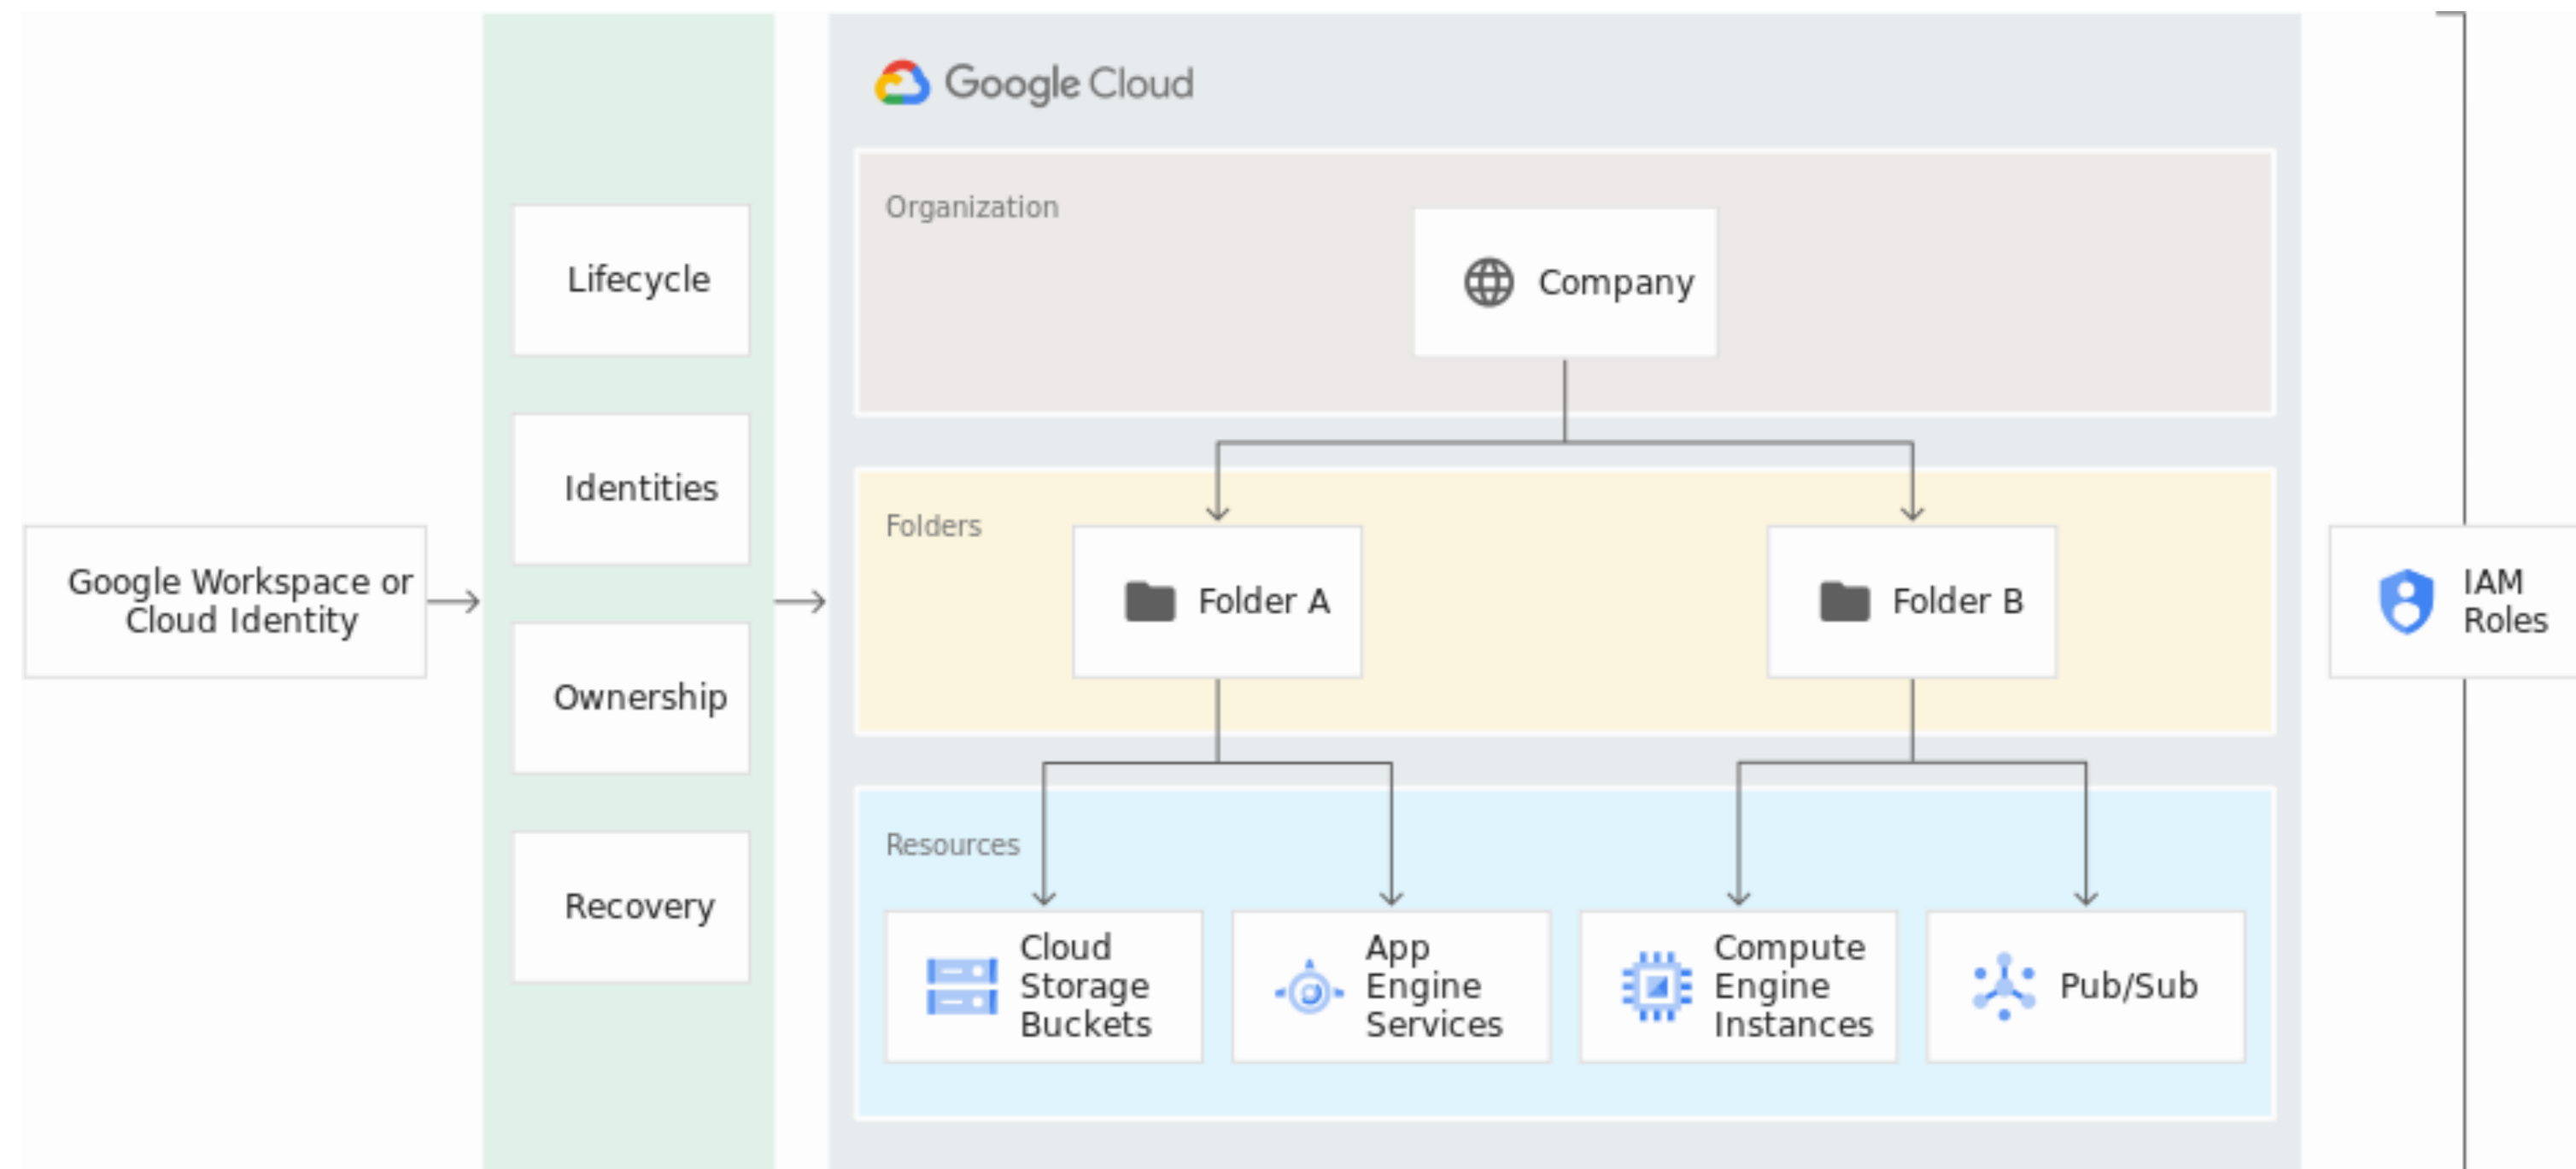 Google Cloud
Organization
Company
Lifecycle
Identities
Ownership
Recovery
Google Workspace or
Cloud Identity
Folders
Folder A
Folder B
IAM
Roles
Resources
Cloud
Storage
Buckets
App
Engine
Services
Compute
Engine
Instances
Pub/Sub